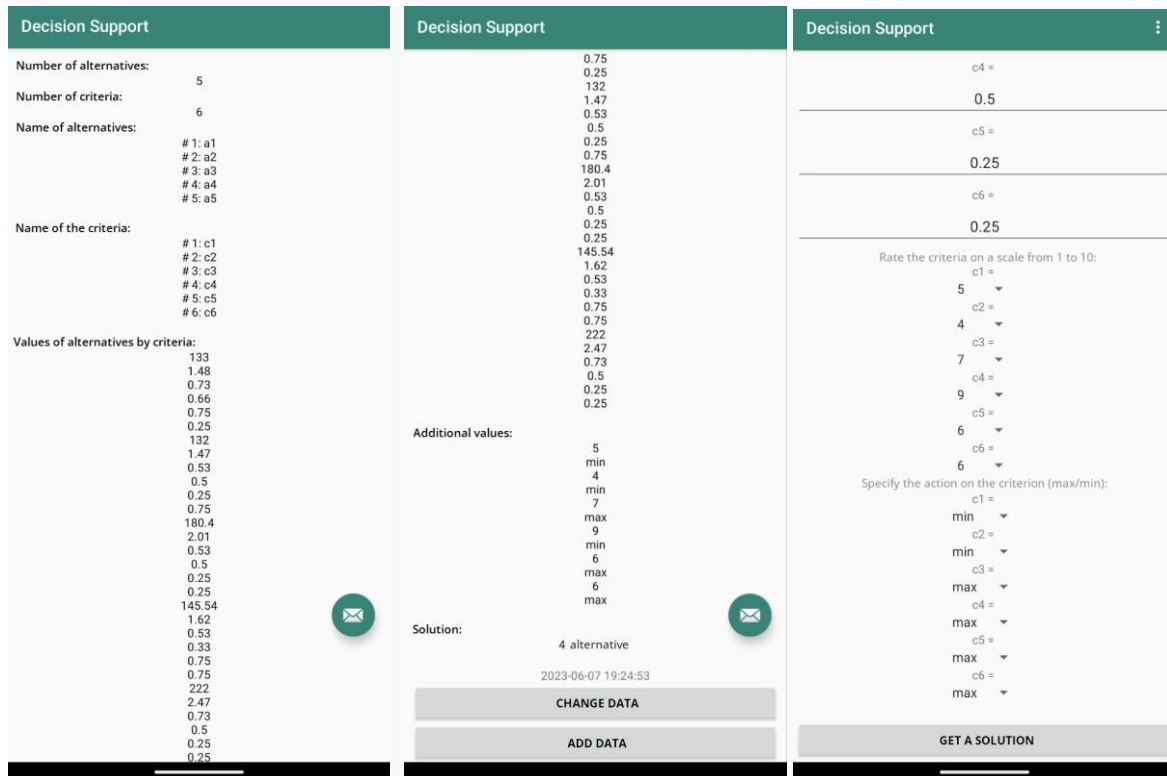 Decision Support
Number of alternatives:
5
Number of criteria:
6
Name of alternatives:
# 1: a1
# 2: a2
# 3: a3
# 4: a4
# 5: a5
Name of the criteria:
# 1: c1
# 2: c2
# 3: c3
# 4: c4
# 5: c5
# 6: c6
Values of alternatives by criteria:
133
1.48
0.73
0.66
0.75
0.25
132
1.47
0.53
0.5
0.25
0.75
180.4
2.01
0.53
0.5
0.25
0.25
145.54
1.62
0.53
0.33
0.75
0.75
222
2.47
0.73
0.5
0.25
0.25
Decision Support
0.75
0.25
132
1.47
0.53
0.5
0.25
0.75
180.4
2.01
0.53
0.5
0.25
0.25
145.54
1.62
0.53
0.33
0.75
0.75
222
2.47
0.73
0.5
0.25
0.25
Additional values:
5
min
4
min
7
max
9
min
6
max
6
max
Solution:
4 alternative
2023-06-07 19:24:53
CHANGE DATA
ADD DATA
Decision Support
c4 =
0.5
c5 =
0.25
c6 =
0.25
Rate the criteria on a scale from 1 to 10:
c1 =
5
c2 =
4
c3 =
7
c4 =
9
c5 =
6
c6 =
6
Specify the action on the criterion (max/min):
c1 =
min
c2 =
min
c3 =
max
c4 =
max
c5 =
max
c6 =
max
GET A SOLUTION